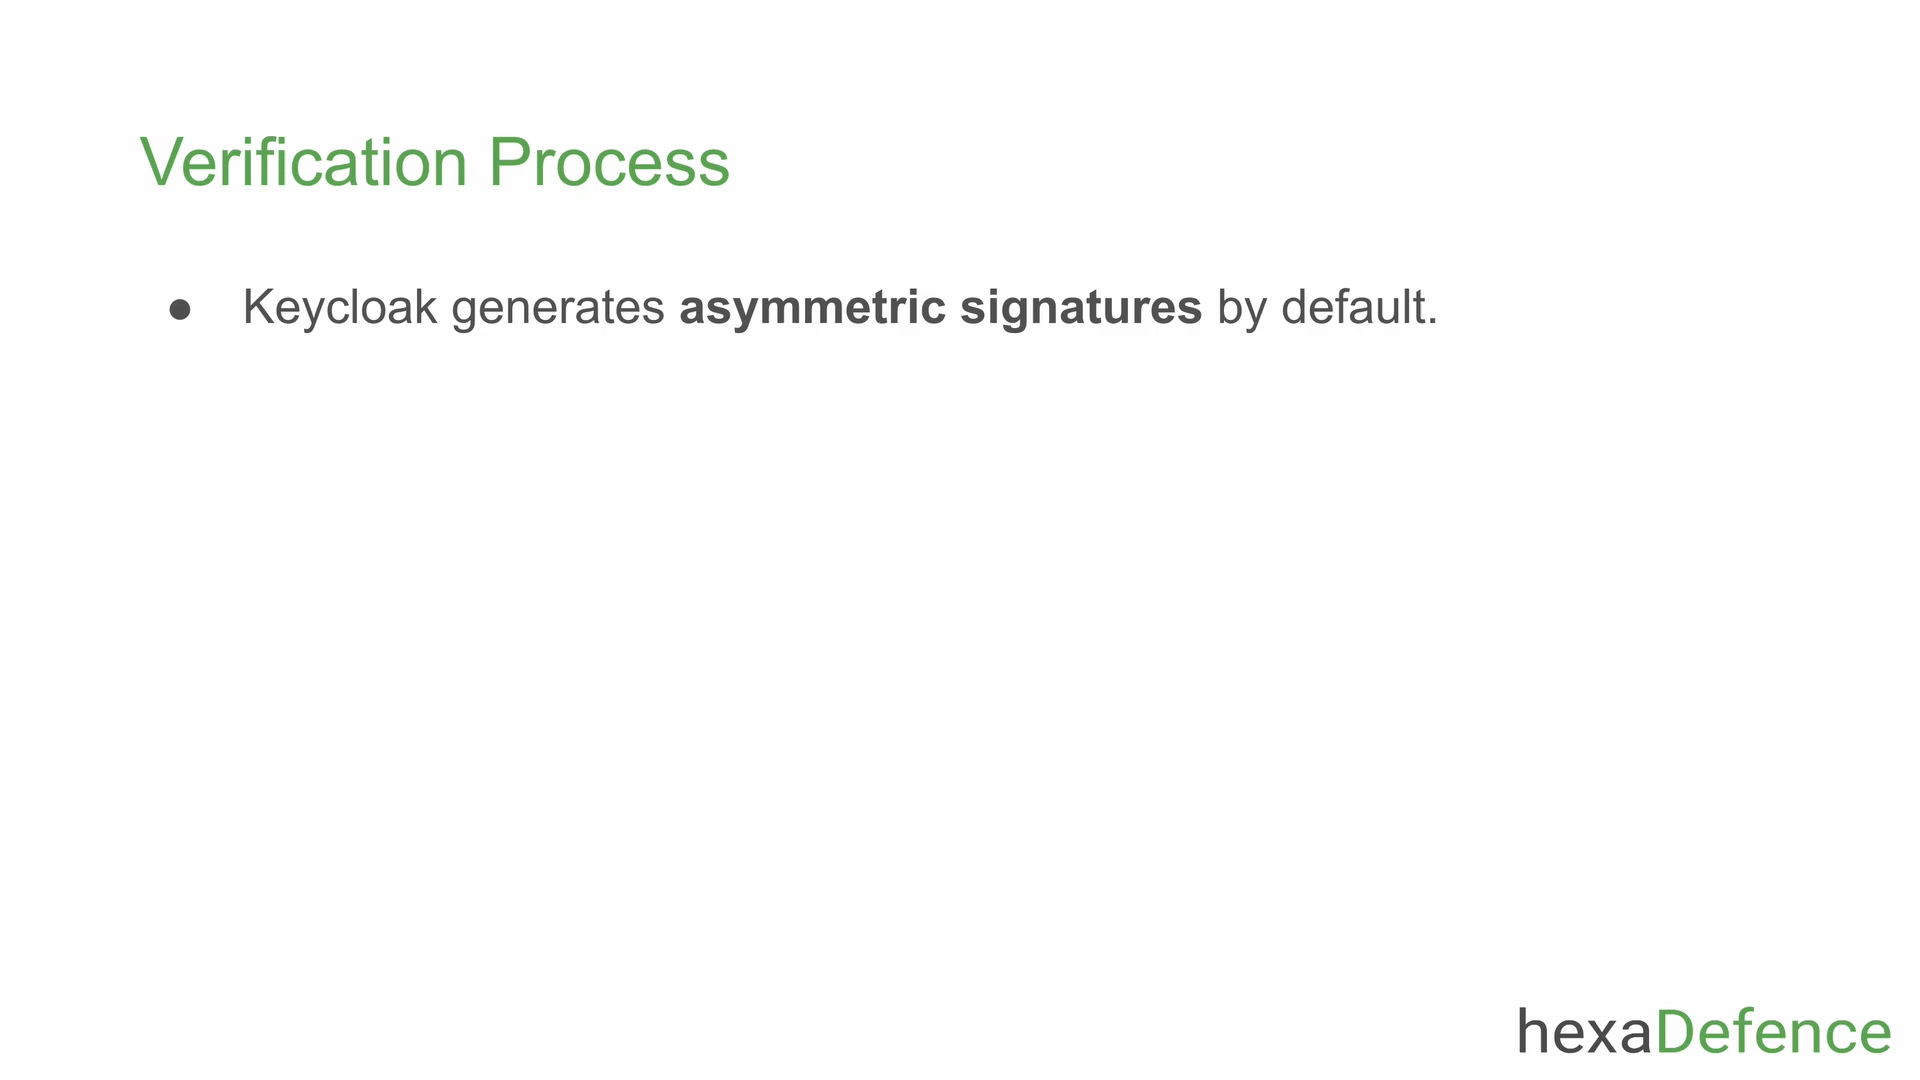 Verification Process
● Keycloak generates asymmetric signatures by default.
hexaDefence